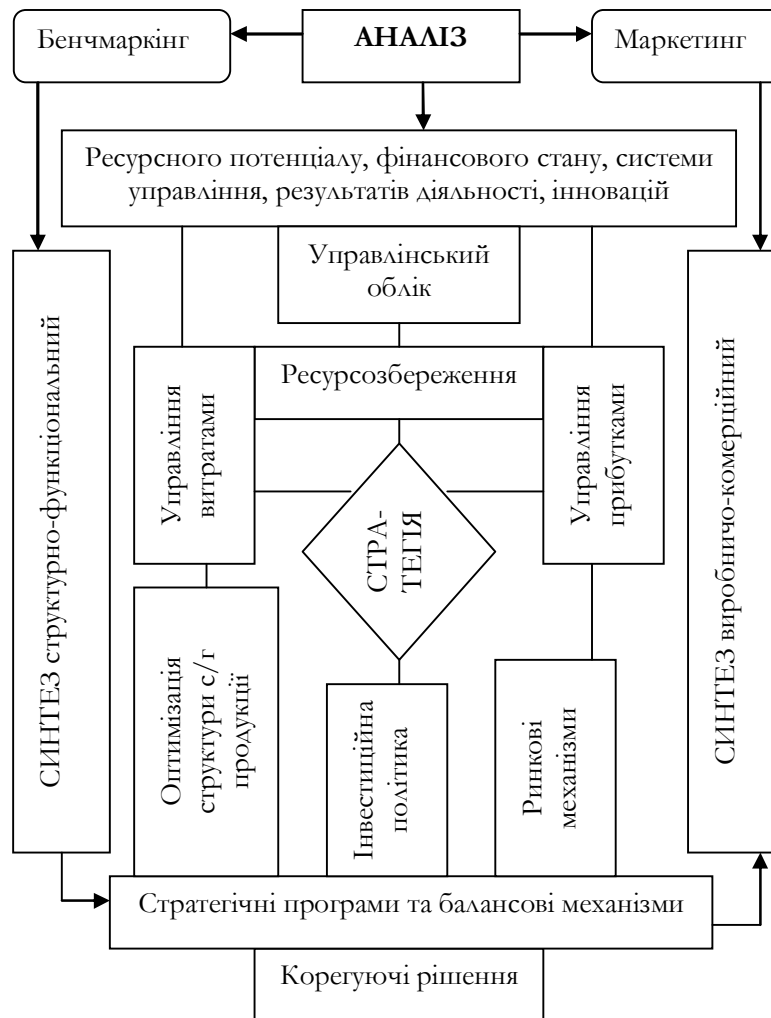 Бенчмаркінг
АНАЛІЗ
Маркетинг
Ресурсного потенціалу, фінансового стану, системи
управління, результатів діяльності, інновацій
Управлінський
облік
СИНТЕЗ структурно-функціональний
Управління
витратами
Ресурсозбереження
Управління
прибутками
СИНТЕЗ виробничо-комерційний
СТРА-
ТЕГІЯ
Оптимізація
структури с/г
продукції
Інвестиційна
політика
Ринкові
механізми
Стратегічні програми та балансові механізми
Корегуючі рішення